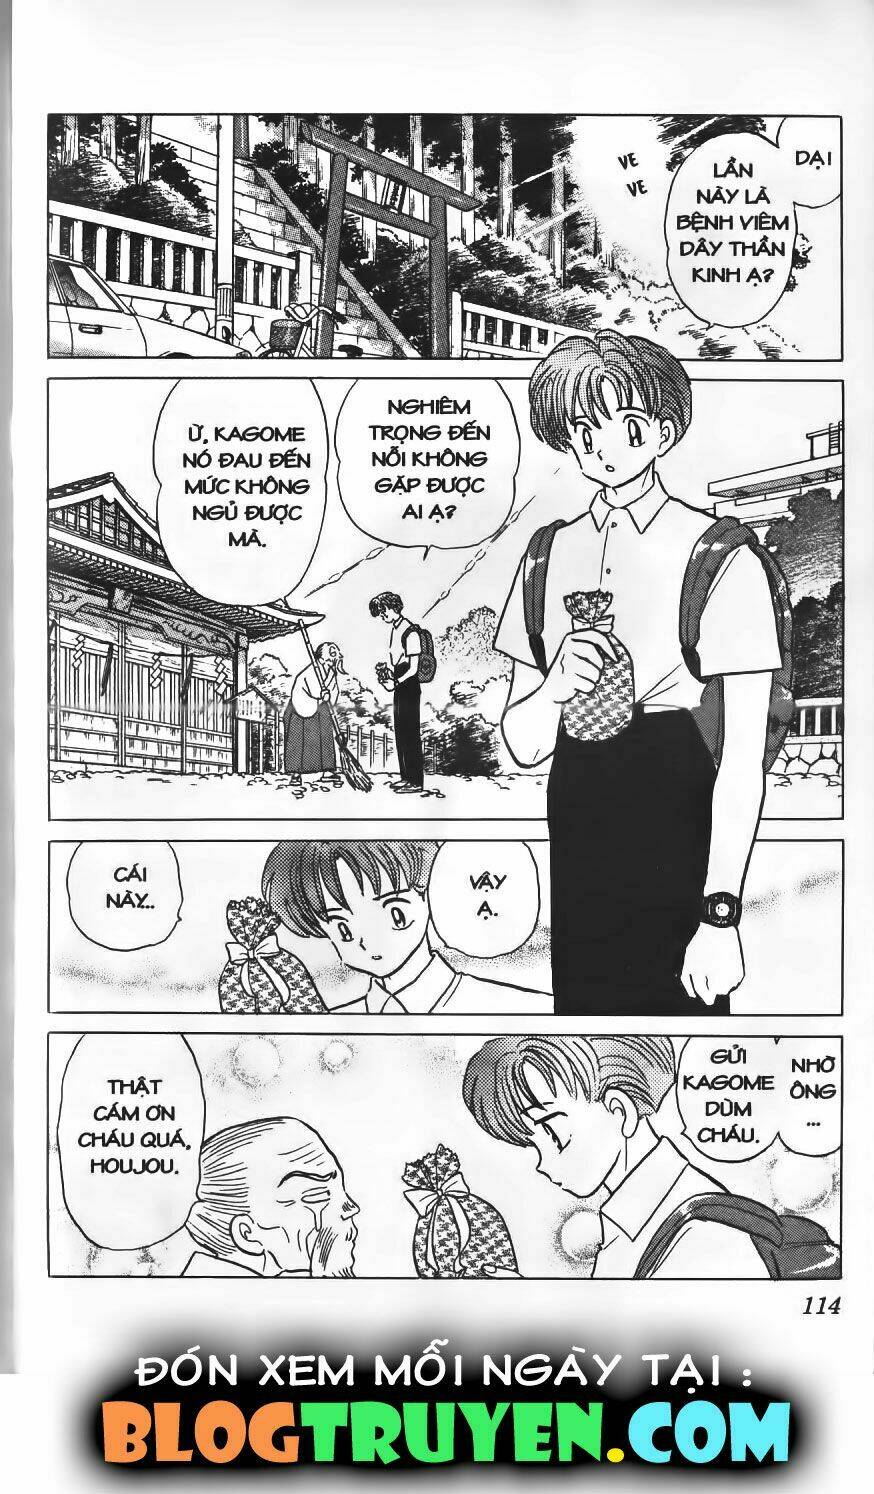 DẠI
LẦN
NÀY LÀ
BỆNH VIÊM
DÂY THẦN
KINH Ạ?
VE
VE
NGHIÊM
TRỌNG ĐẾN
NỖI KHÔNG
GẶP ĐƯỢC
AI Ạ?
Ừ, KAGOME
NÓ ĐAU ĐẾN
MỨC KHÔNG
NGỦ ĐƯỢC
MÀ.
VẬY
Ạ.
CÁI
NÀY..
NHỜ
ÔNG
...
GỬI
KAGOME
DÙM
CHÁU.
THẬT
CÁM ƠN
CHÁU QUÁ,
HOUJOU.
114
ĐÓN XEM MỖI NGÀY TẠI :
BLOGTRUYEN.COM